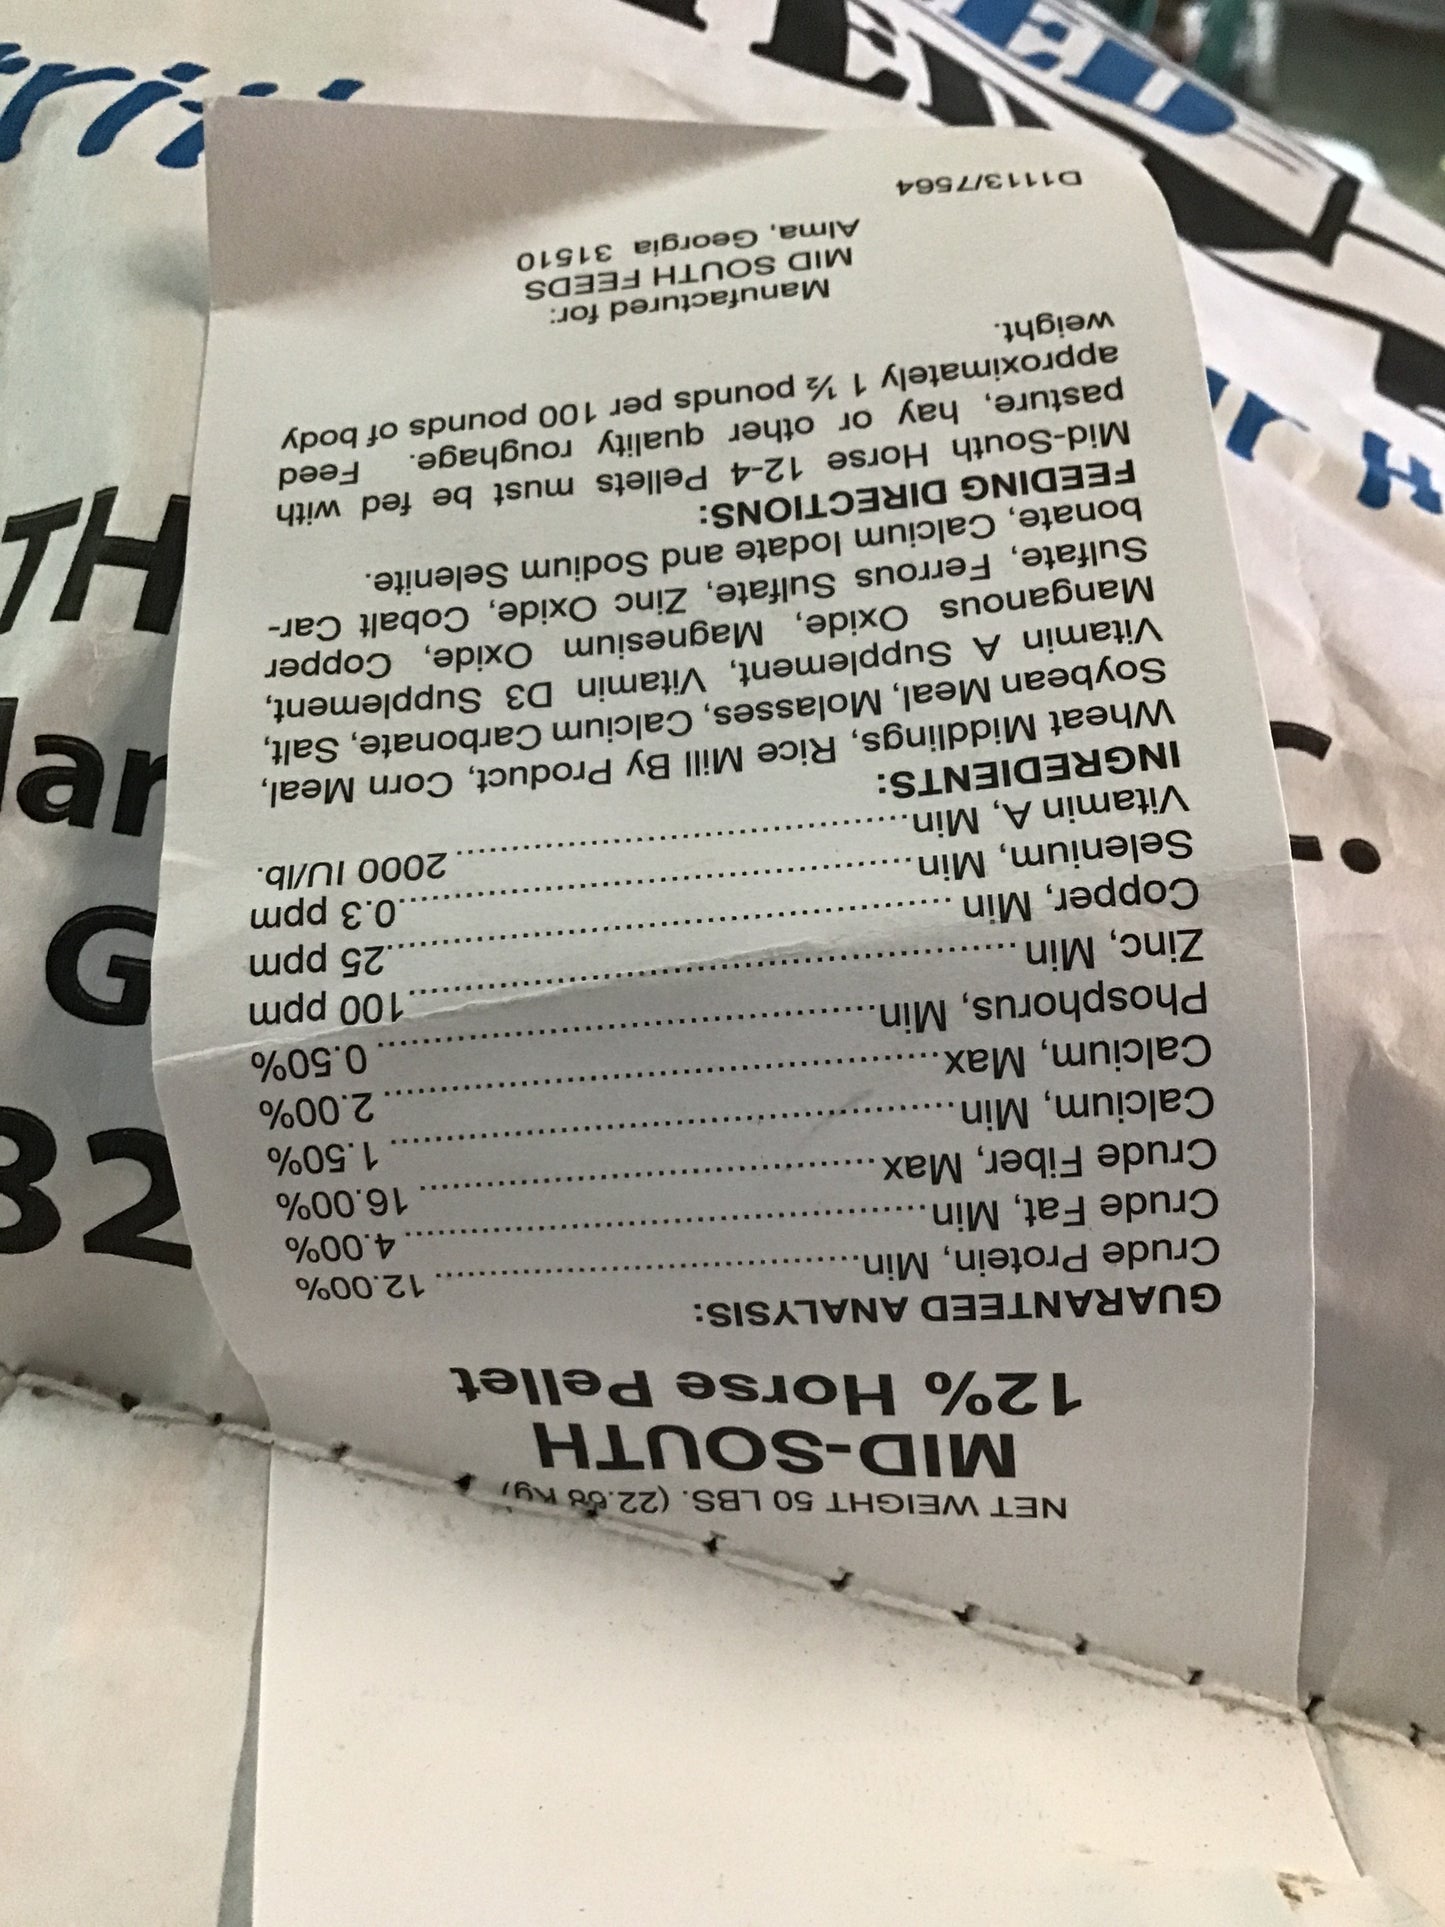 NET WEIGHT 50 LBS. (22.68 Kg)
MID-SOUTH
12% Horse Pellet
GUARANTEED ANALYSIS:
Crude Protein, Min.................................... 12.00%
Crude Fat, Min.......................................... 4.00%
Crude Fiber, Max..................................... 16.00%
Calcium, Min............................................. 1.50%
Calcium, Max............................................ 2.00%
Phosphorus, Min....................................... 0.50%
Zinc, Min.................................................100 ppm
Copper, Min .............................................25 ppm
Selenium, Min..........................................0.3 ppm
Vitamin A, Min.................................... 2000 IU/lb.
INGREDIENTS:
Wheat Middlings, Rice Mill By Product, Corn Meal,
Soybean Meal, Molasses, Calcium Carbonate, Salt,
Vitamin A Supplement, Vitamin D3 Supplement,
Manganous Oxide, Magnesium Oxide, Copper
Sulfate, Ferrous Sulfate, Zinc Oxide, Cobalt Car-
bonate, Calcium Iodate and Sodium Selenite.
FEEDING DIRECTIONS:
Mid-South Horse 12-4 Pellets must be fed with
pasture, hay or other quality roughage. Feed
approximately 1 ½ pounds per 100 pounds of body
weight.
Manufactured for:
MID SOUTH FEEDS
Alma, Georgia 31510
D1113/7564
TH
G
32